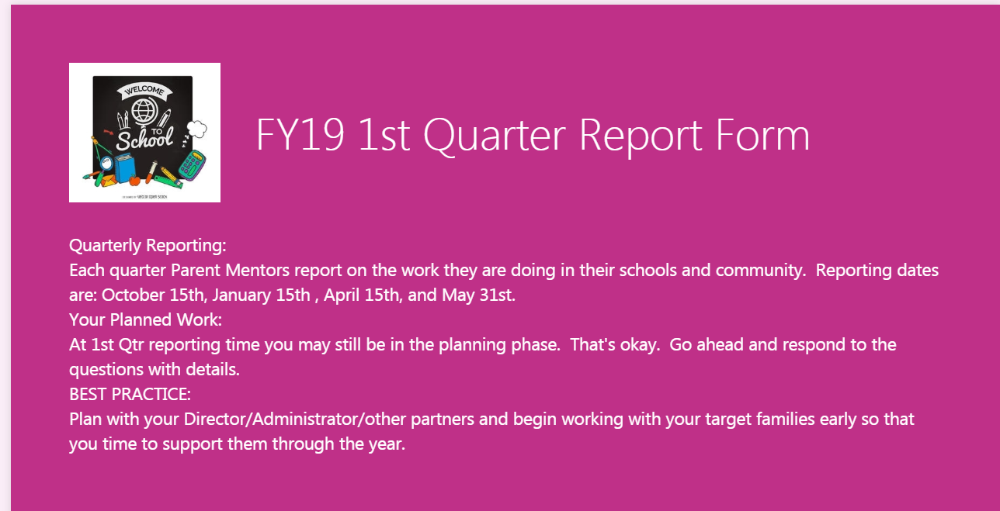 WELCOME
TO
School
FY19 1st Quarter Report Form
Quarterly Reporting:
Each quarter Parent Mentors report on the work they are doing in their schools and community.  Reporting dates
are: October 15th, January 15th , April 15th, and May 31st.
Your Planned Work:
At 1st Qtr reporting time you may still be in the planning phase.  That's okay.  Go ahead and respond to the
questions with details.
BEST PRACTICE:
Plan with your Director/Administrator/other partners and begin working with your target families early so that
you time to support them through the year.